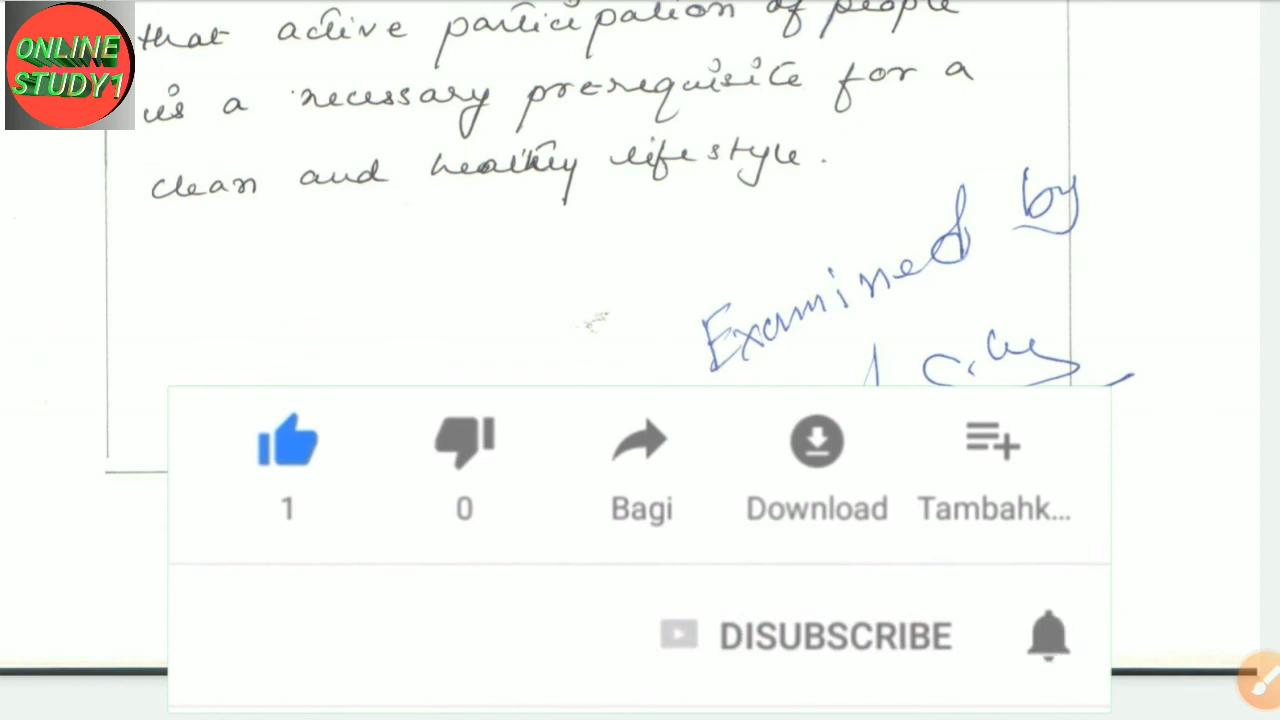 ONLINE
STUDY1
that active participation of people
is a necessary prerequisite for a
clean and healthy lifestyle.
Examined by
1
0
Bagi
Download
Tambahk...
DISUBSCRIBE